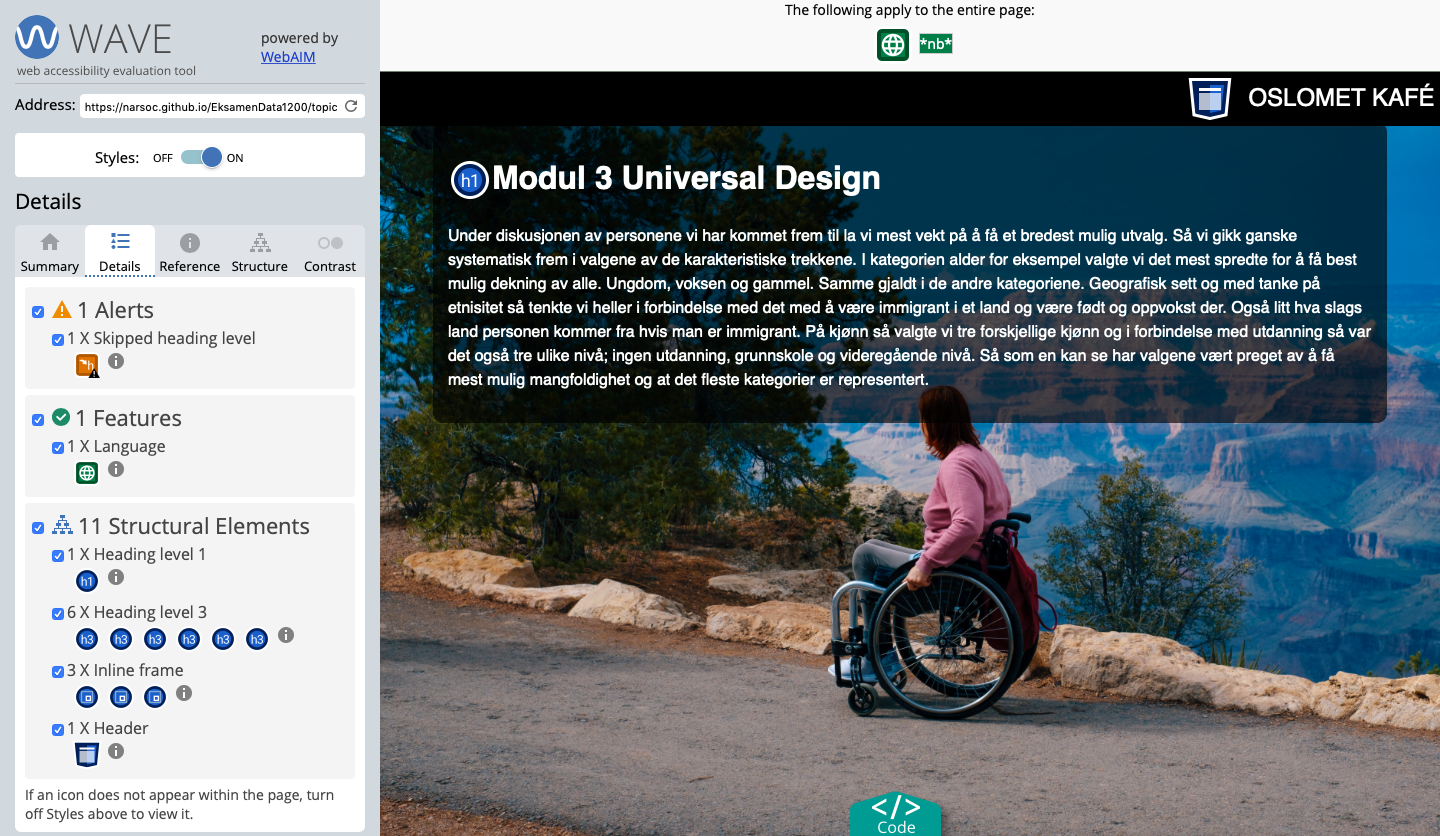 WAVE
web accessibility evaluation tool
powered by
WebAIM
Address: https://narsoc.github.io/EksamenData1200/topic
Styles: OFF ON
Details
Summary Details Reference Structure Contrast
1 Alerts
1 X Skipped heading level
h
1 Features
1 X Language
11 Structural Elements
1 X Heading level 1
h1
6 X Heading level 3
h3 h3 h3 h3 h3 h3
3 X Inline frame
1 X Header
If an icon does not appear within the page, turn
off Styles above to view it.
The following apply to the entire page:
*nb*
OSLOMET KAFÉ
h1 Modul 3 Universal Design
Under diskusjonen av personene vi har kommet frem til la vi mest vekt på å få et bredest mulig utvalg. Så vi gikk ganske
systematisk frem i valgene av de karakteristiske trekkene. I kategorien alder for eksempel valgte vi det mest spredte for å få best
mulig dekning av alle. Ungdom, voksen og gammel. Samme gjaldt i de andre kategoriene. Geografisk sett og med tanke på
etnisitet så tenkte vi heller i forbindelse med det med å være immigrant i et land og være født og oppvokst der. Også litt hva slags
land personen kommer fra hvis man er immigrant. På kjønn så valgte vi tre forskjellige kjønn og i forbindelse med utdanning så var
det også tre ulike nivå; ingen utdanning, grunnskole og videregående nivå. Så som en kan se har valgene vært preget av å få
mest mulig mangfoldighet og at det fleste kategorier er representert.
</> 
Code